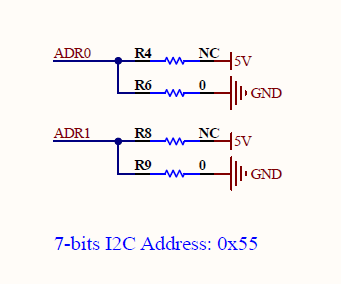 ADR0 R4 NC 5V
R6 0 GND
ADR1 R8 NC 5V
R9 0 GND
7-bits I2C Address: 0x55